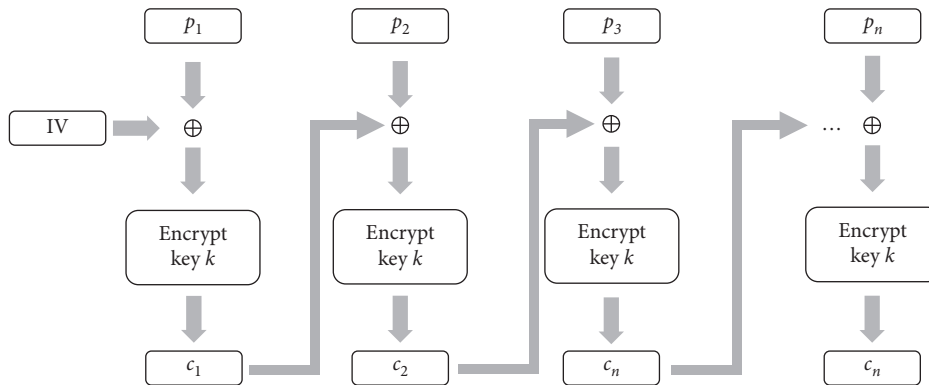 p1 p2 p3 pn
IV ⊕ ⊕ ⊕ ... ⊕
Encrypt key k
Encrypt key k
Encrypt key k
Encrypt key k
c1 c2 cn cn